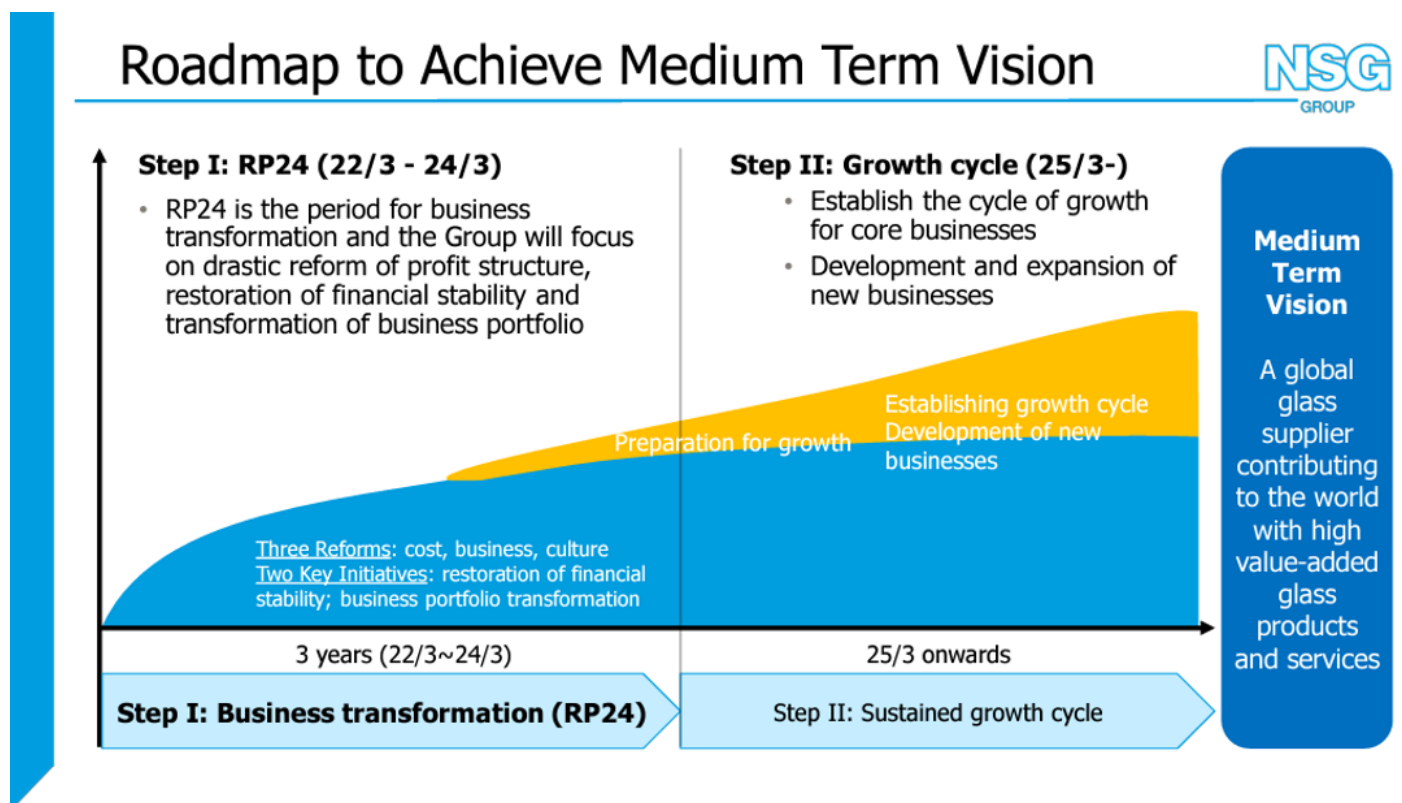 Roadmap to Achieve Medium Term Vision
NSG
GROUP
Step I: RP24 (22/3 - 24/3)
• RP24 is the period for business
transformation and the Group will focus
on drastic reform of profit structure,
restoration of financial stability and
transformation of business portfolio
Step II: Growth cycle (25/3-)
• Establish the cycle of growth
for core businesses
• Development and expansion of
new businesses
Preparation for growth
Establishing growth cycle
Development of new
businesses
Three Reforms: cost, business, culture
Two Key Initiatives: restoration of financial
stability; business portfolio transformation
3 years (22/3~24/3)
25/3 onwards
Step I: Business transformation (RP24)
Step II: Sustained growth cycle
Medium
Term
Vision
A global
glass
supplier
contributing
to the world
with high
value-added
glass
products
and services